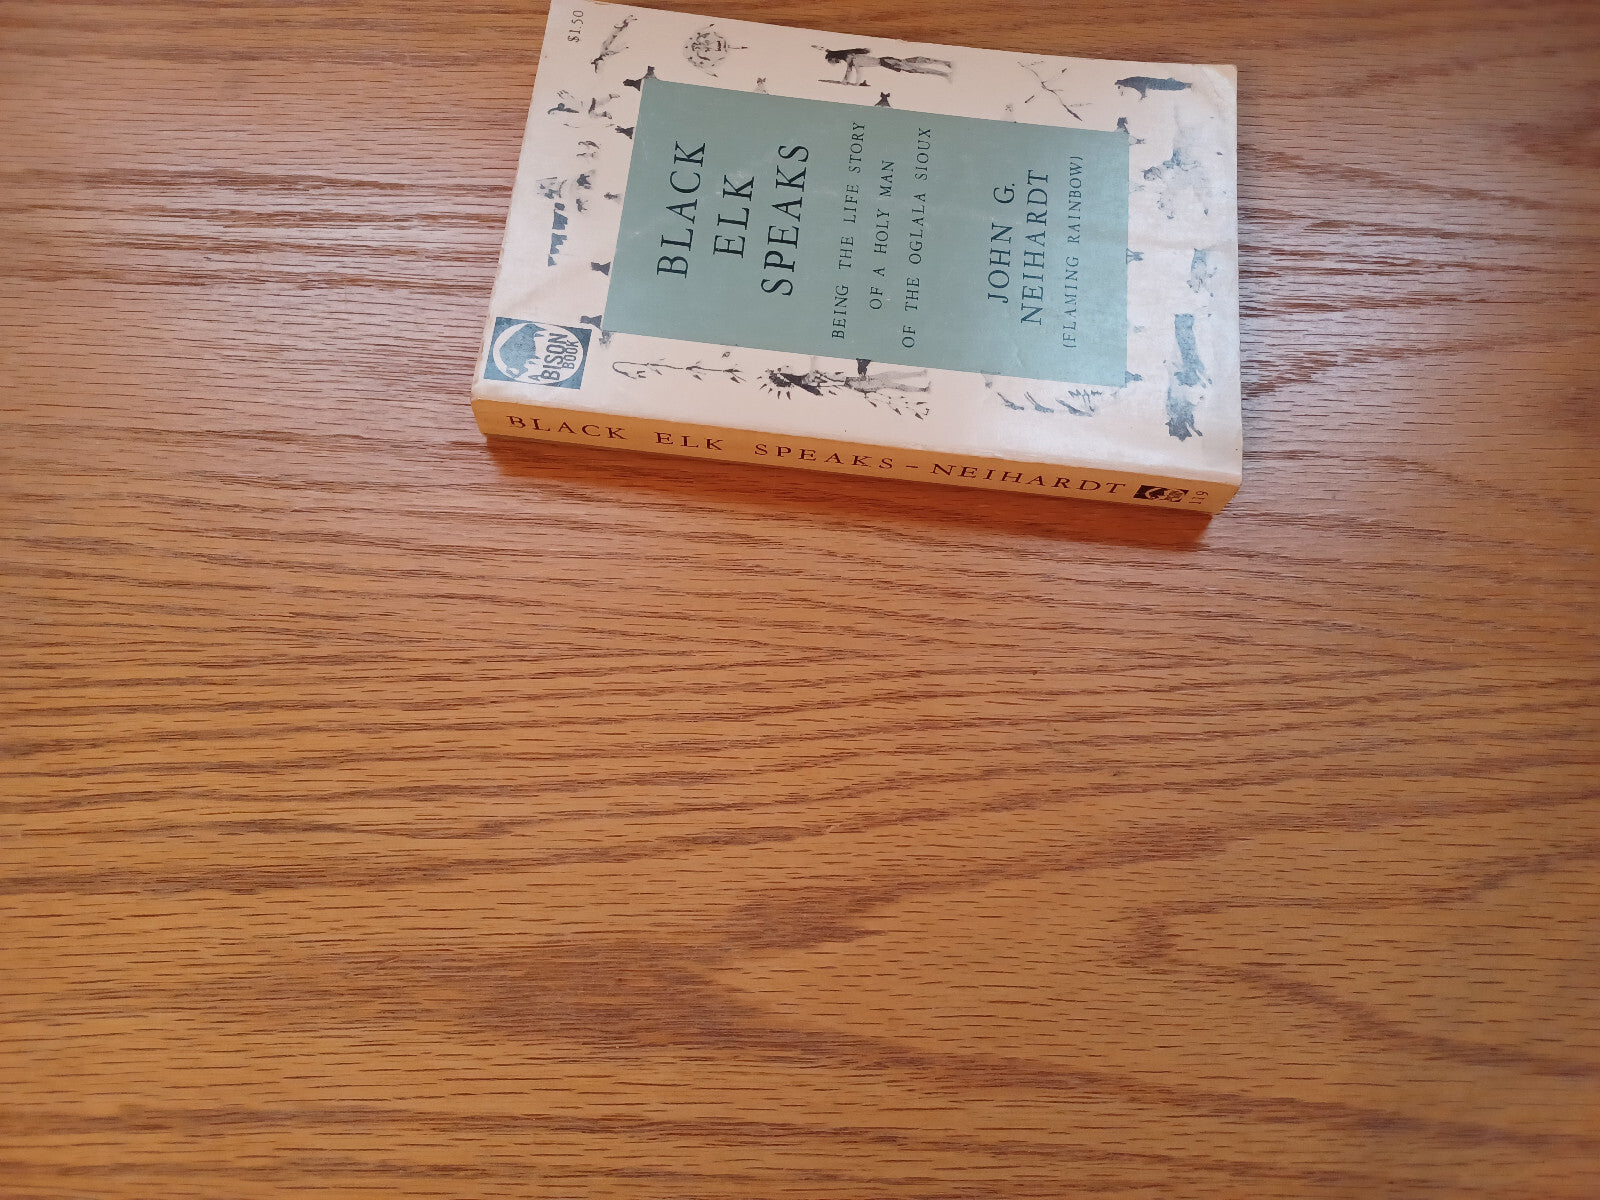 $1.50
BLACK
ELK
SPEAKS
BEING THE LIFE STORY
OF A HOLY MAN
OF THE OGLALA SIOUX
JOHN G.
NEIHARDT
(FLAMING RAINBOW)
A
BISON
BOOK
BLACK ELK SPEAKS – NEIHARDT
119